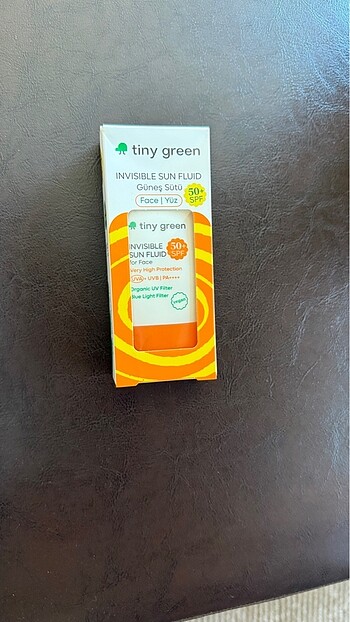 tiny green
INVISIBLE SUN FLUID
Güneş Sütü
Face | Yüz
50+
SPF
tiny green
INVISIBLE
SUN FLUID
for Face
50+
SPF
Very High Protection
UVA • UVB | PA++++
Organic UV Filter
Blue Light Filter
Vegan